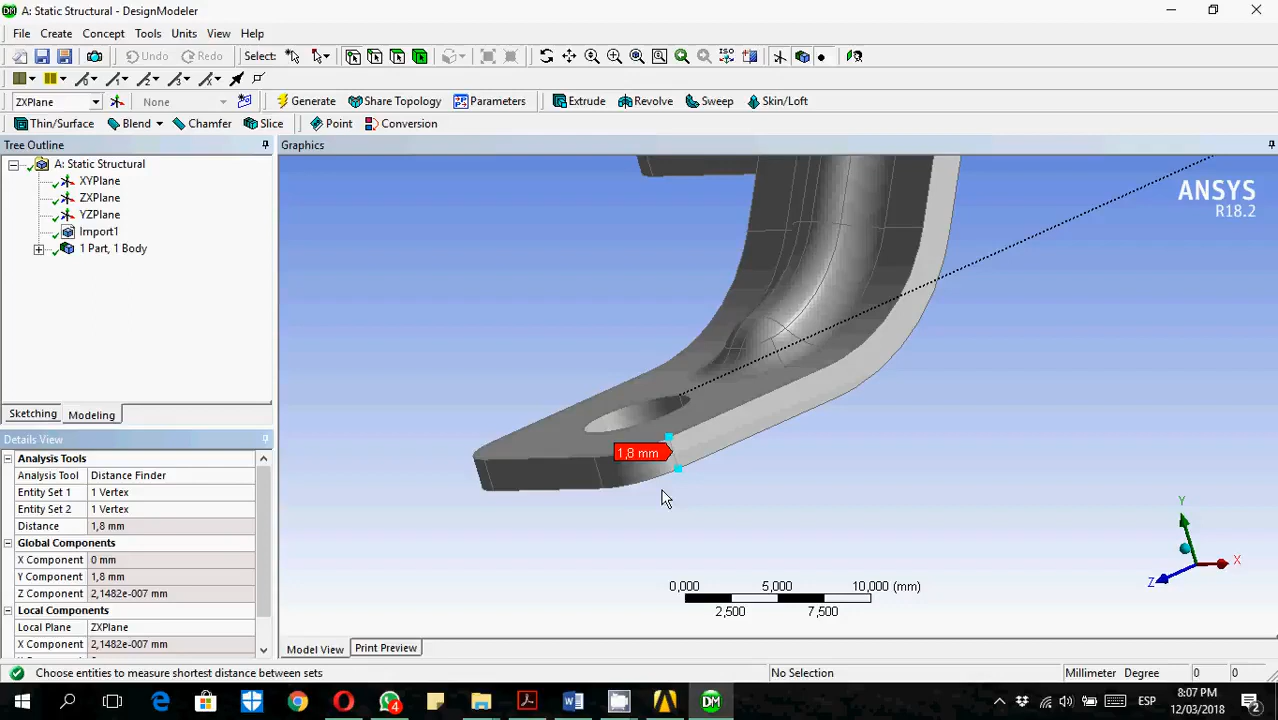 A: Static Structural - DesignModeler
File Create Concept Tools Units View Help
Undo Redo Select: ISO
ZXPlane None Generate Share Topology Parameters Extrude Revolve Sweep Skin/Loft
Thin/Surface Blend Chamfer Slice Point Conversion
Tree Outline
A: Static Structural
XYPlane
ZXPlane
YZPlane
Import1
1 Part, 1 Body
Sketching Modeling
Details View
Analysis Tools
Analysis Tool Distance Finder
Entity Set 1 1 Vertex
Entity Set 2 1 Vertex
Distance 1,8 mm
Global Components
X Component 0 mm
Y Component 1,8 mm
Z Component 2,1482e-007 mm
Local Components
Local Plane ZXPlane
X Component 2,1482e-007 mm
Graphics
ANSYS
R18.2
1,8 mm
Y
X
Z
0,000 5,000 10,000 (mm)
2,500 7,500
Model View Print Preview
Choose entities to measure shortest distance between sets No Selection Millimeter Degree 0 0
4
DM
ESP
8:07 PM
12/03/2018
2